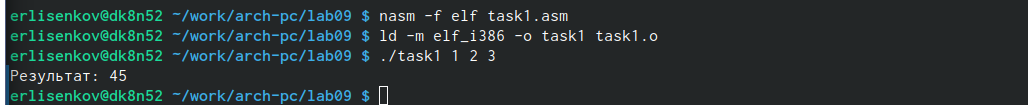 erlisenkov@dk8n52 ~/work/arch-pc/lab09 $ nasm -f elf task1.asm
erlisenkov@dk8n52 ~/work/arch-pc/lab09 $ ld -m elf_i386 -o task1 task1.o
erlisenkov@dk8n52 ~/work/arch-pc/lab09 $ ./task1 1 2 3
Результат: 45
erlisenkov@dk8n52 ~/work/arch-pc/lab09 $